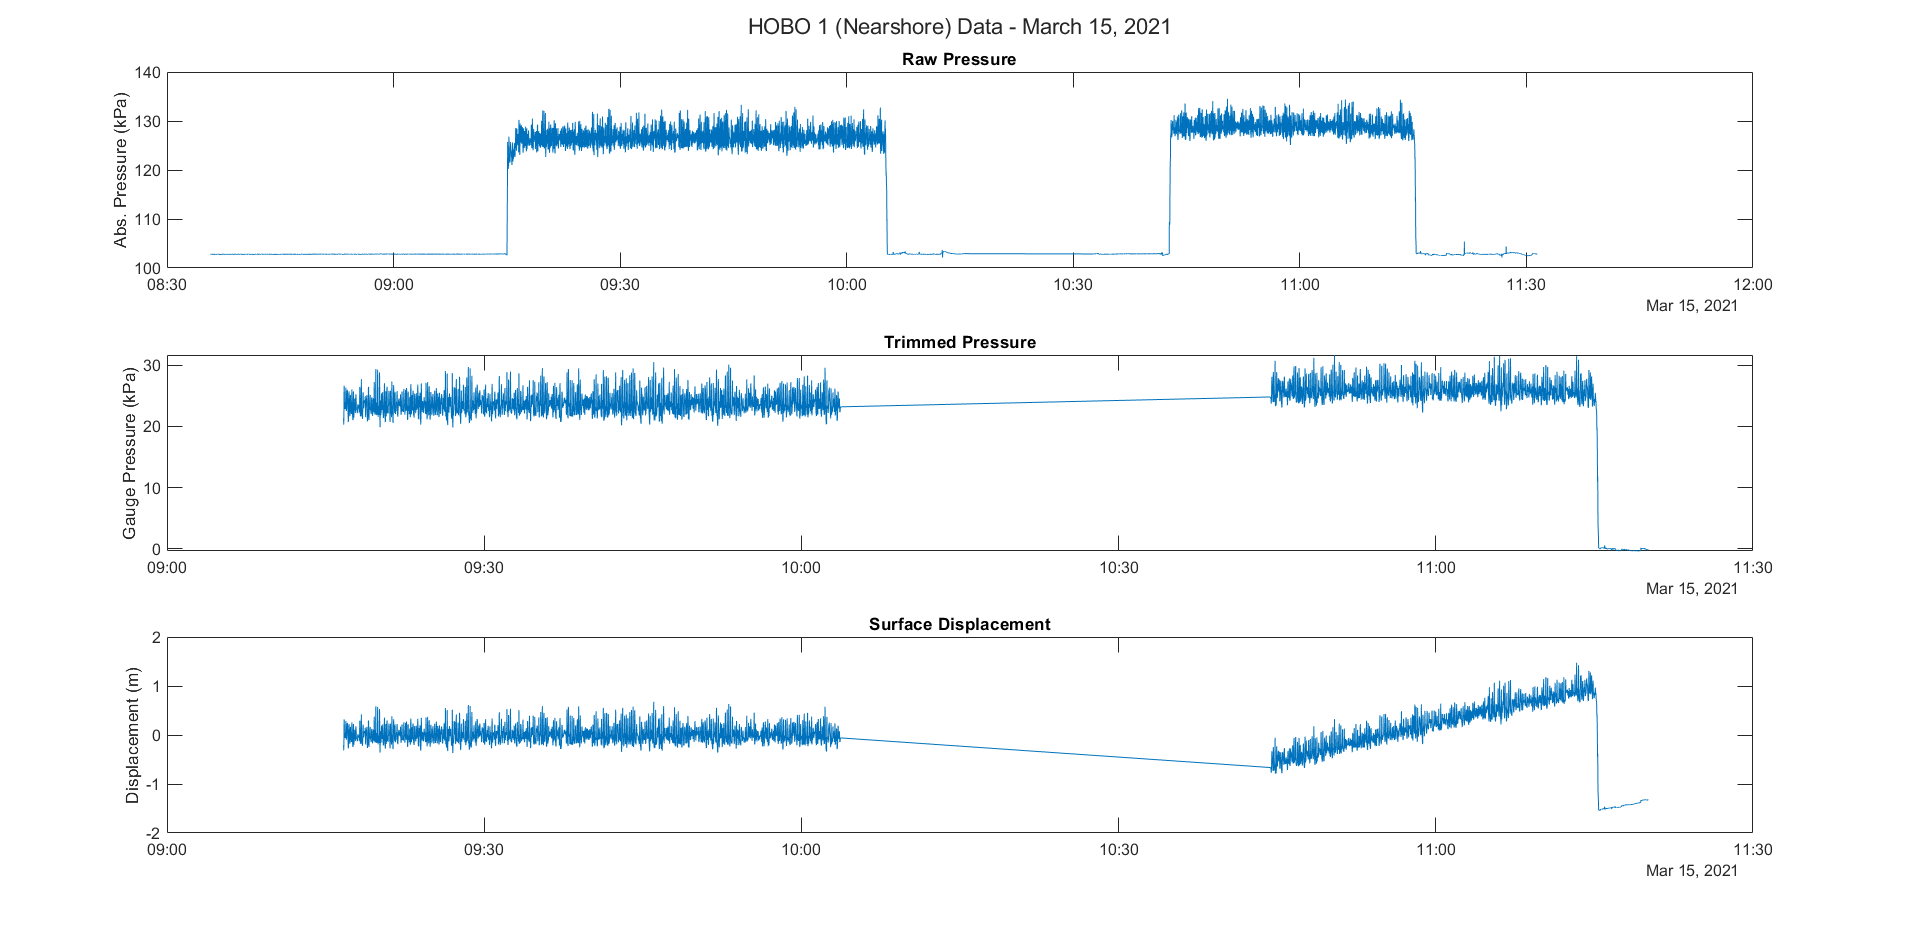 HOBO 1 (Nearshore) Data - March 15, 2021
Raw Pressure
Abs. Pressure (kPa)
140
130
120
110
100
08:30 09:00 09:30 10:00 10:30 11:00 11:30 12:00
Mar 15, 2021
Trimmed Pressure
Gauge Pressure (kPa)
30
20
10
0
09:00 09:30 10:00 10:30 11:00 11:30
Mar 15, 2021
Surface Displacement
Displacement (m)
2
1
0
-1
-2
09:00 09:30 10:00 10:30 11:00 11:30
Mar 15, 2021